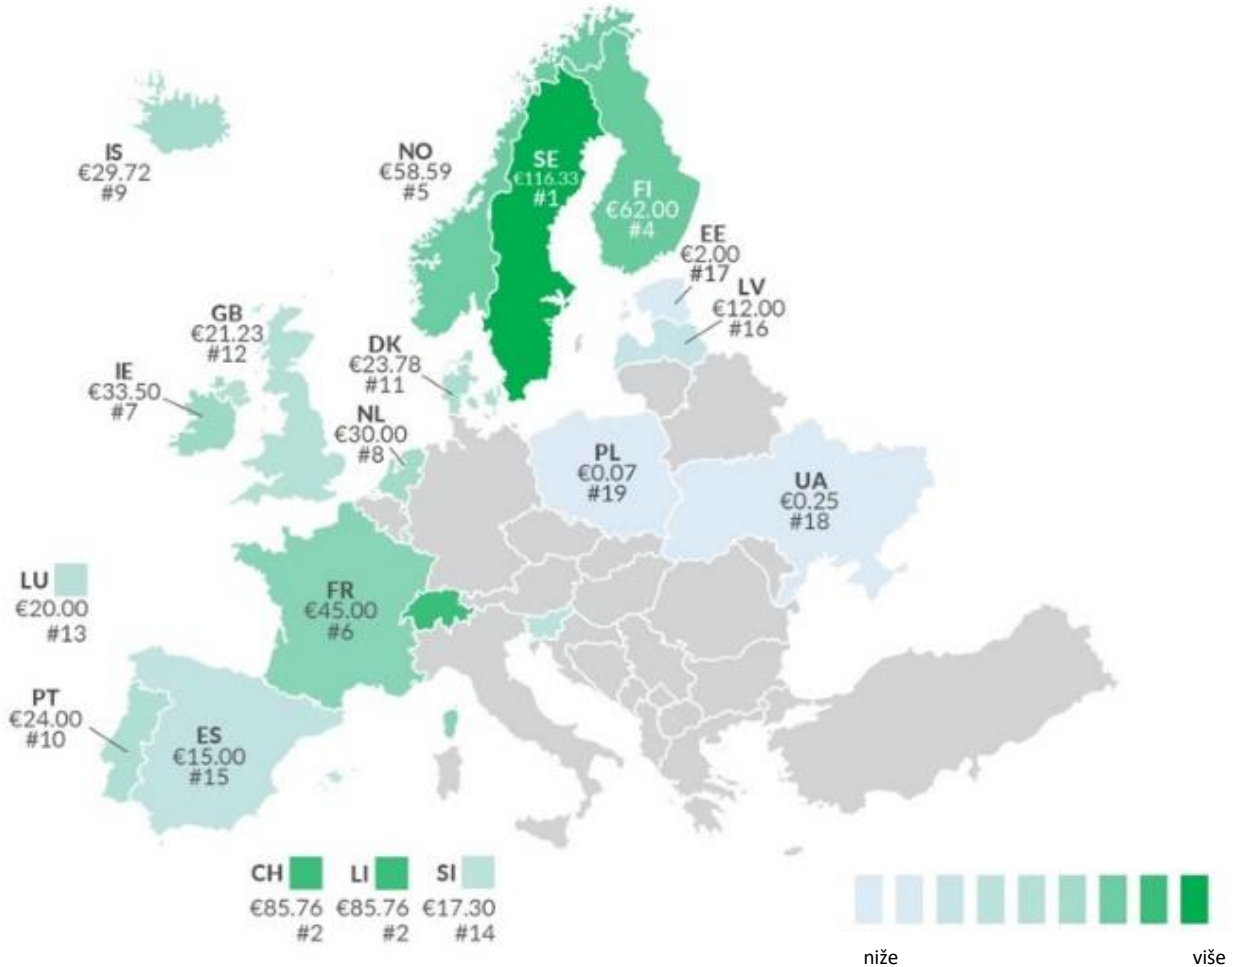 IS
€29.72
#9
NO
€58.59
#5
SE
€116.33
#1
FI
€62.00
#4
EE
€2.00
#17
LV
€12.00
#16
GB
€21.23
#12
DK
€23.78
#11
IE
€33.50
#7
NL
€30.00
#8
PL
€0.07
#19
UA
€0.25
#18
LU
€20.00
#13
FR
€45.00
#6
PT
€24.00
#10
ES
€15.00
#15
CH
€85.76
#2
LI
€85.76
#2
SI
€17.30
#14
niže
više